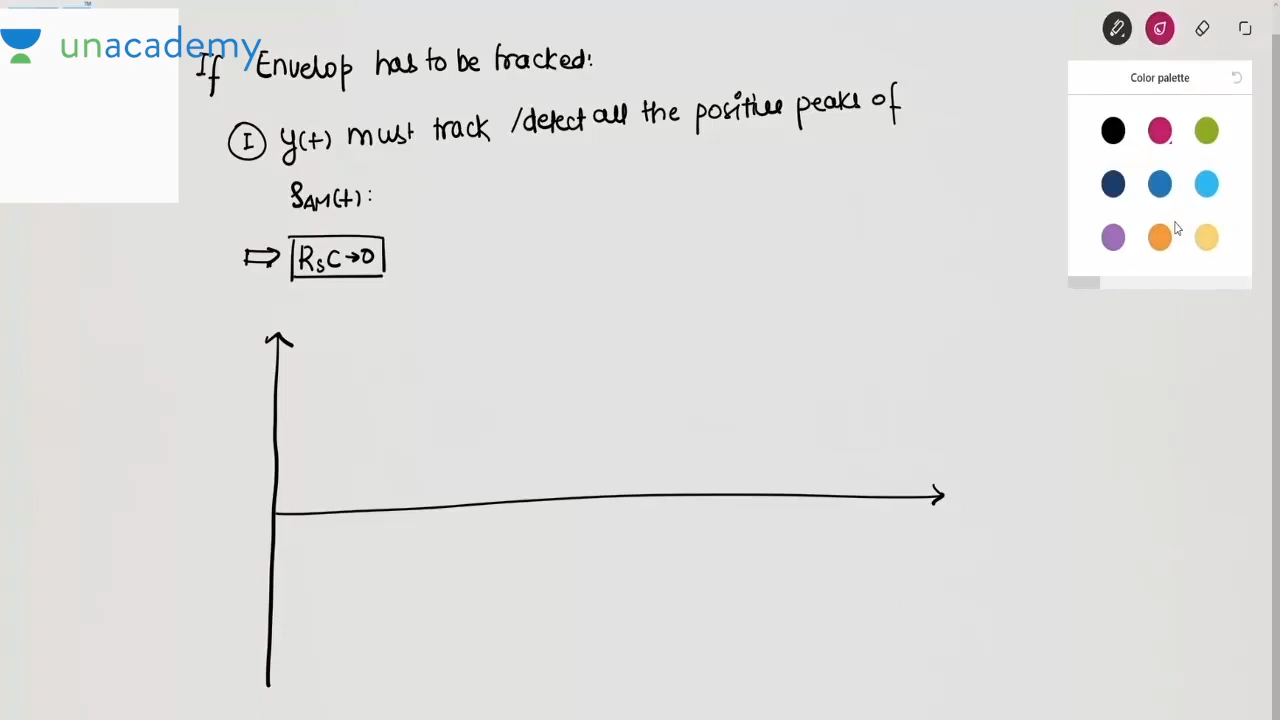 unacademy
If Envelop has to be tracked:
I y(t) must track /detect all the positive peaks of
SAM(t):
⇒ RsC→0
Color palette